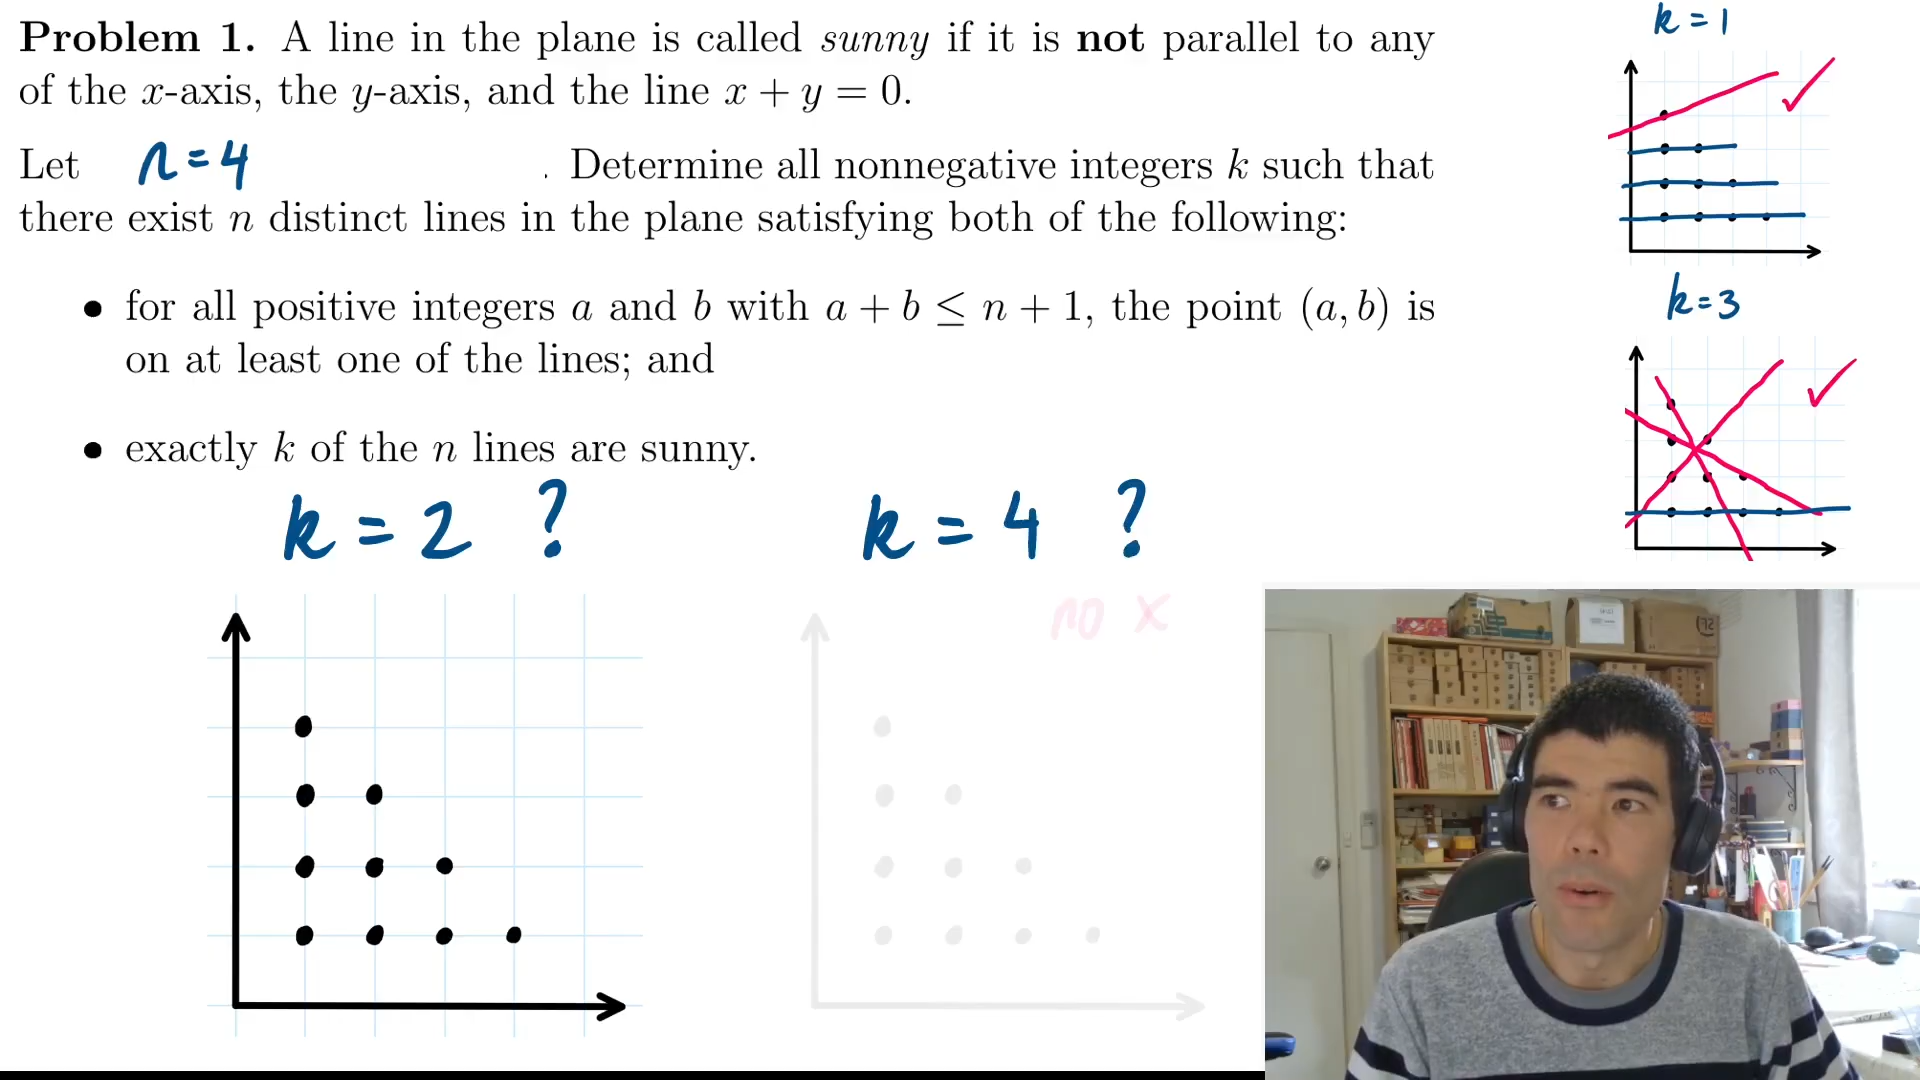 Problem 1. A line in the plane is called sunny if it is not parallel to any
of the x-axis, the y-axis, and the line x + y = 0.
Let n=4 . Determine all nonnegative integers k such that
there exist n distinct lines in the plane satisfying both of the following:
• for all positive integers a and b with a + b ≤ n + 1, the point (a, b) is
on at least one of the lines; and
• exactly k of the n lines are sunny.
k = 2 ?
k = 4 ?
no x
k = 1
k=3